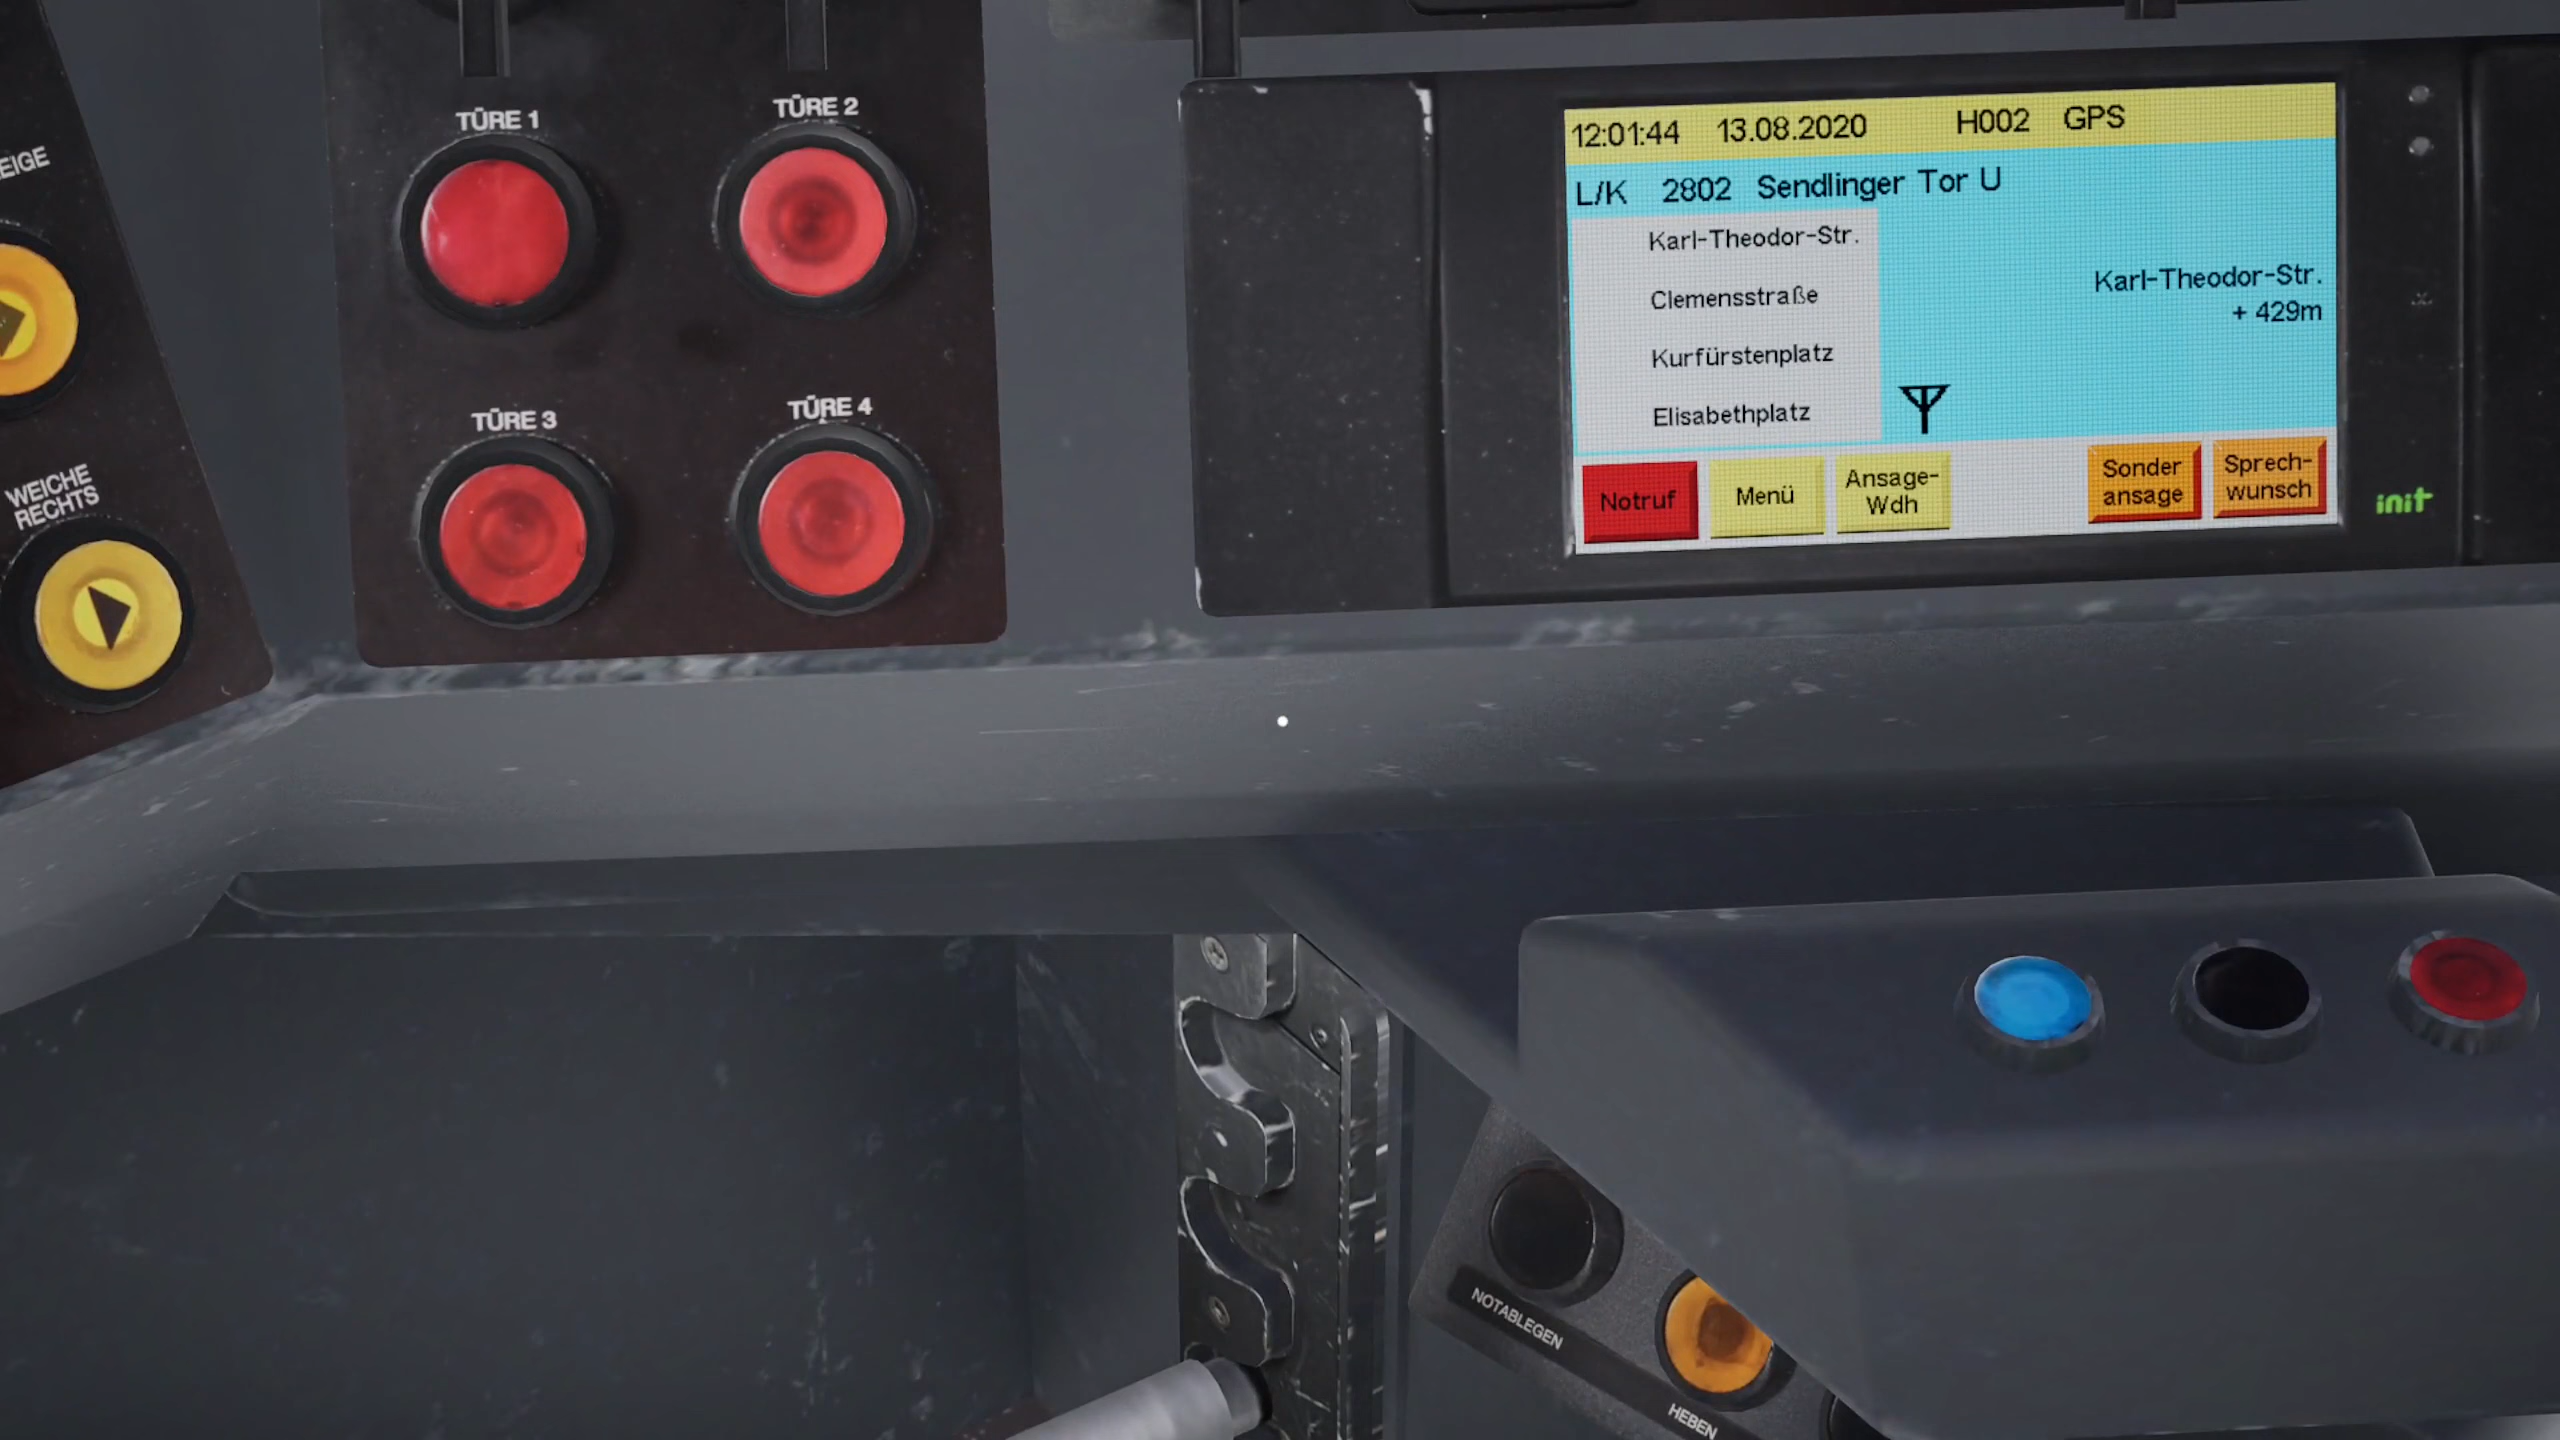 EIGE
WEICHE
RECHTS
TÜRE 1
TÜRE 2
TÜRE 3
TÜRE 4
12:01:44 13.08.2020 H002 GPS
L/K 2802 Sendlinger Tor U
Karl-Theodor-Str.
Clemensstraße
Kurfürstenplatz
Elisabethplatz
Karl-Theodor-Str.
+ 429m
Notruf
Menü
Ansage-
Wdh
Sonder
ansage
Sprech-
wunsch
init
NOTABLEGEN
HEBEN